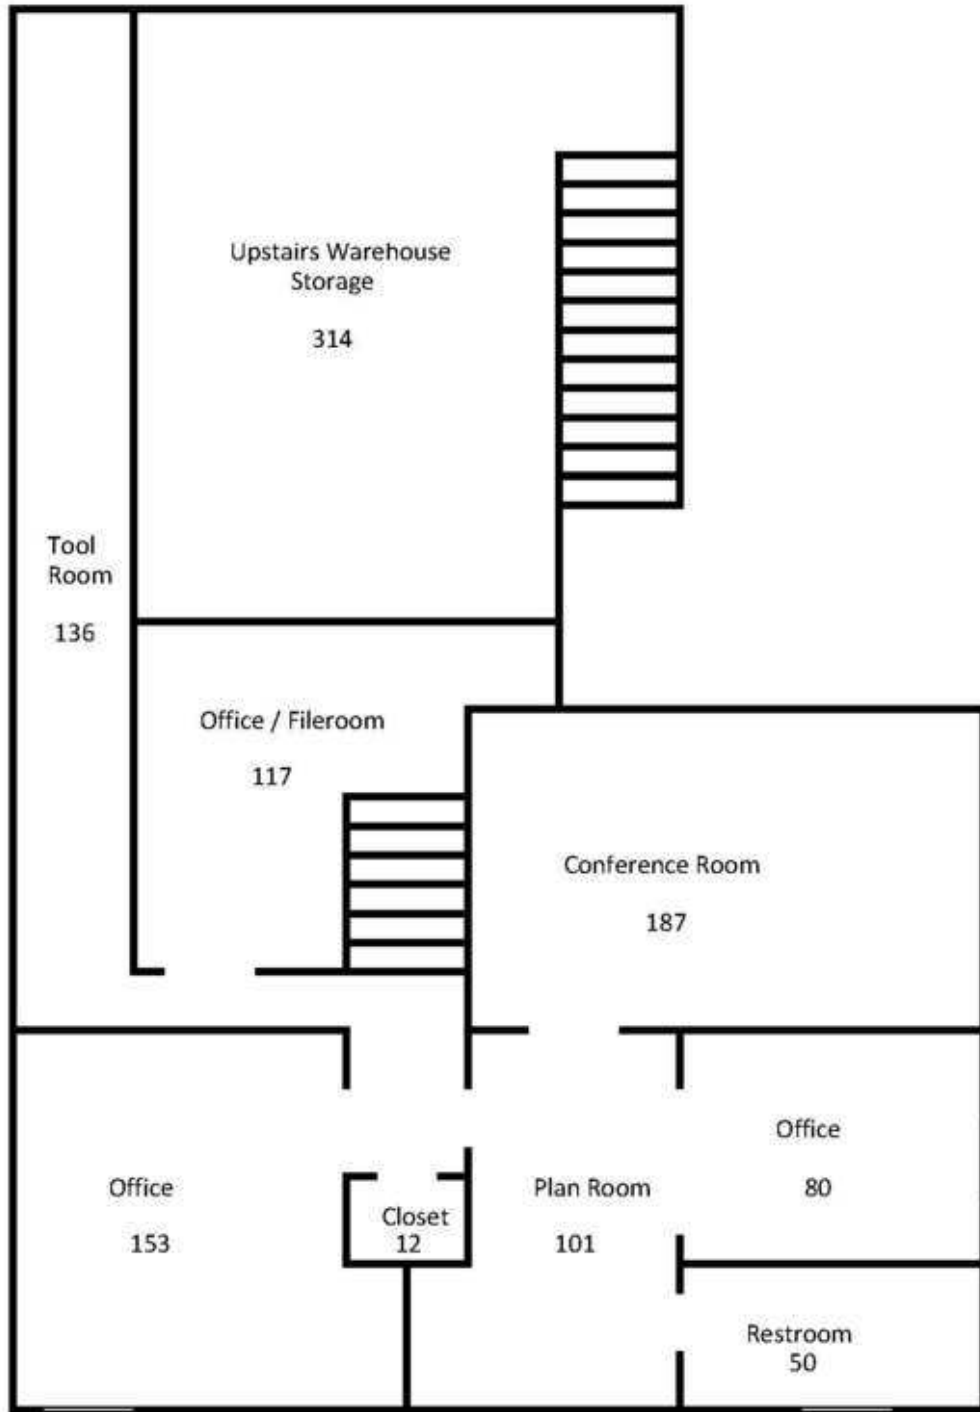 Upstairs Warehouse
Storage
314
Tool
Room
136
Office / Fileroom
117
Conference Room
187
Office
80
Office
153
Plan Room
101
Closet
12
Restroom
50